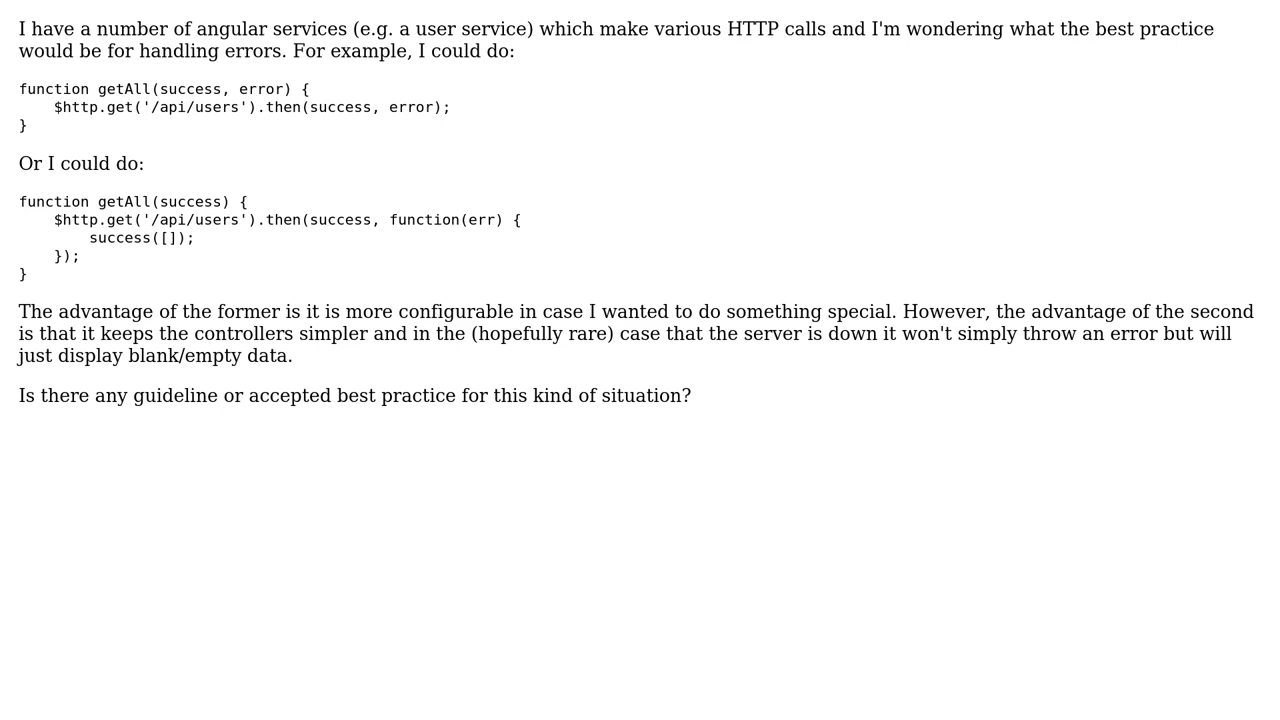 I have a number of angular services (e.g. a user service) which make various HTTP calls and I'm wondering what the best practice
would be for handling errors. For example, I could do:
function getAll(success, error) {
    $http.get('/api/users').then(success, error);
}
Or I could do:
function getAll(success) {
    $http.get('/api/users').then(success, function(err) {
        success([]);
    });
}
The advantage of the former is it is more configurable in case I wanted to do something special. However, the advantage of the second
is that it keeps the controllers simpler and in the (hopefully rare) case that the server is down it won't simply throw an error but will
just display blank/empty data.
Is there any guideline or accepted best practice for this kind of situation?